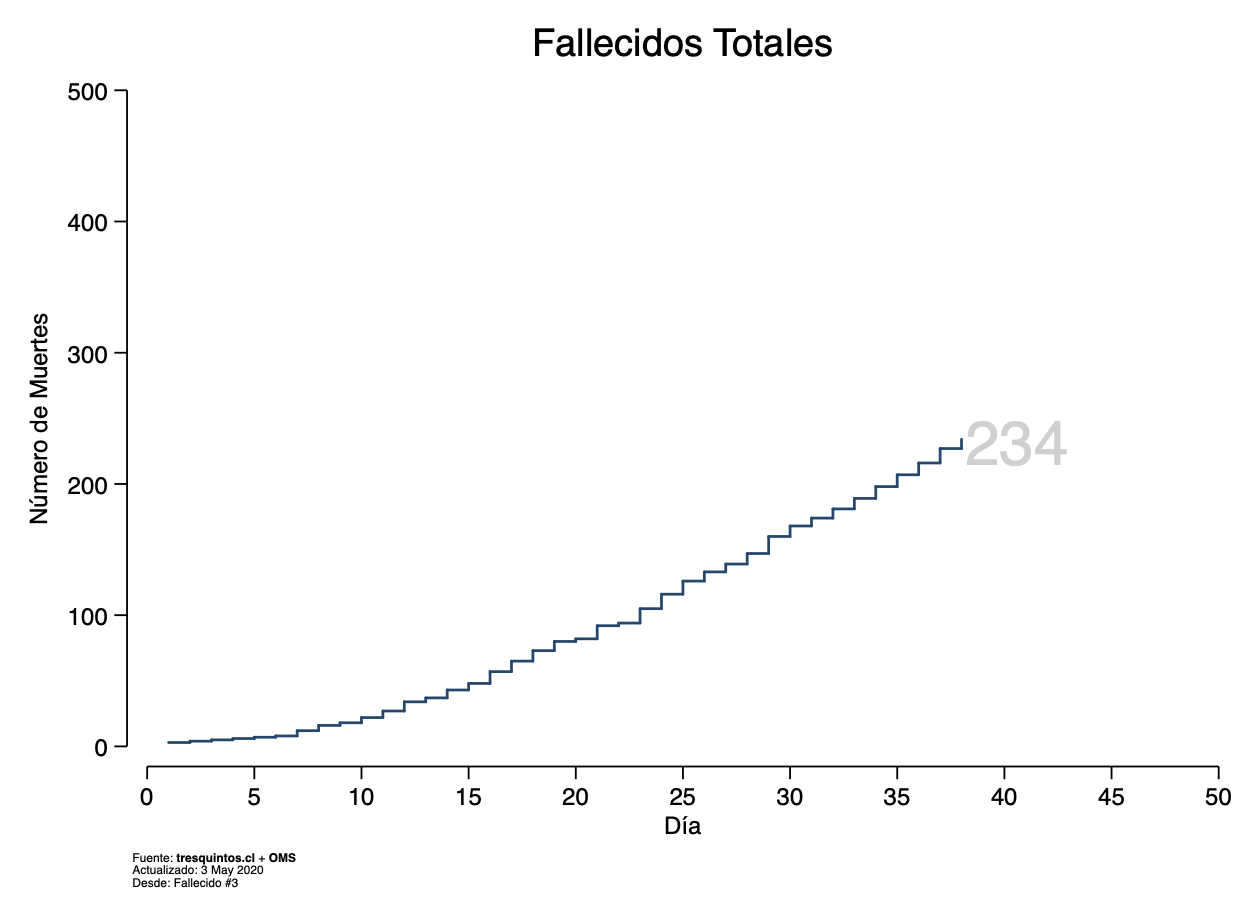 Fallecidos Totales
500
400
300
200
100
0
Número de Muertes
234
0 5 10 15 20 25 30 35 40 45 50
Día
Fuente: tresquintos.cl + OMS
Actualizado: 3 May 2020
Desde: Fallecido #3